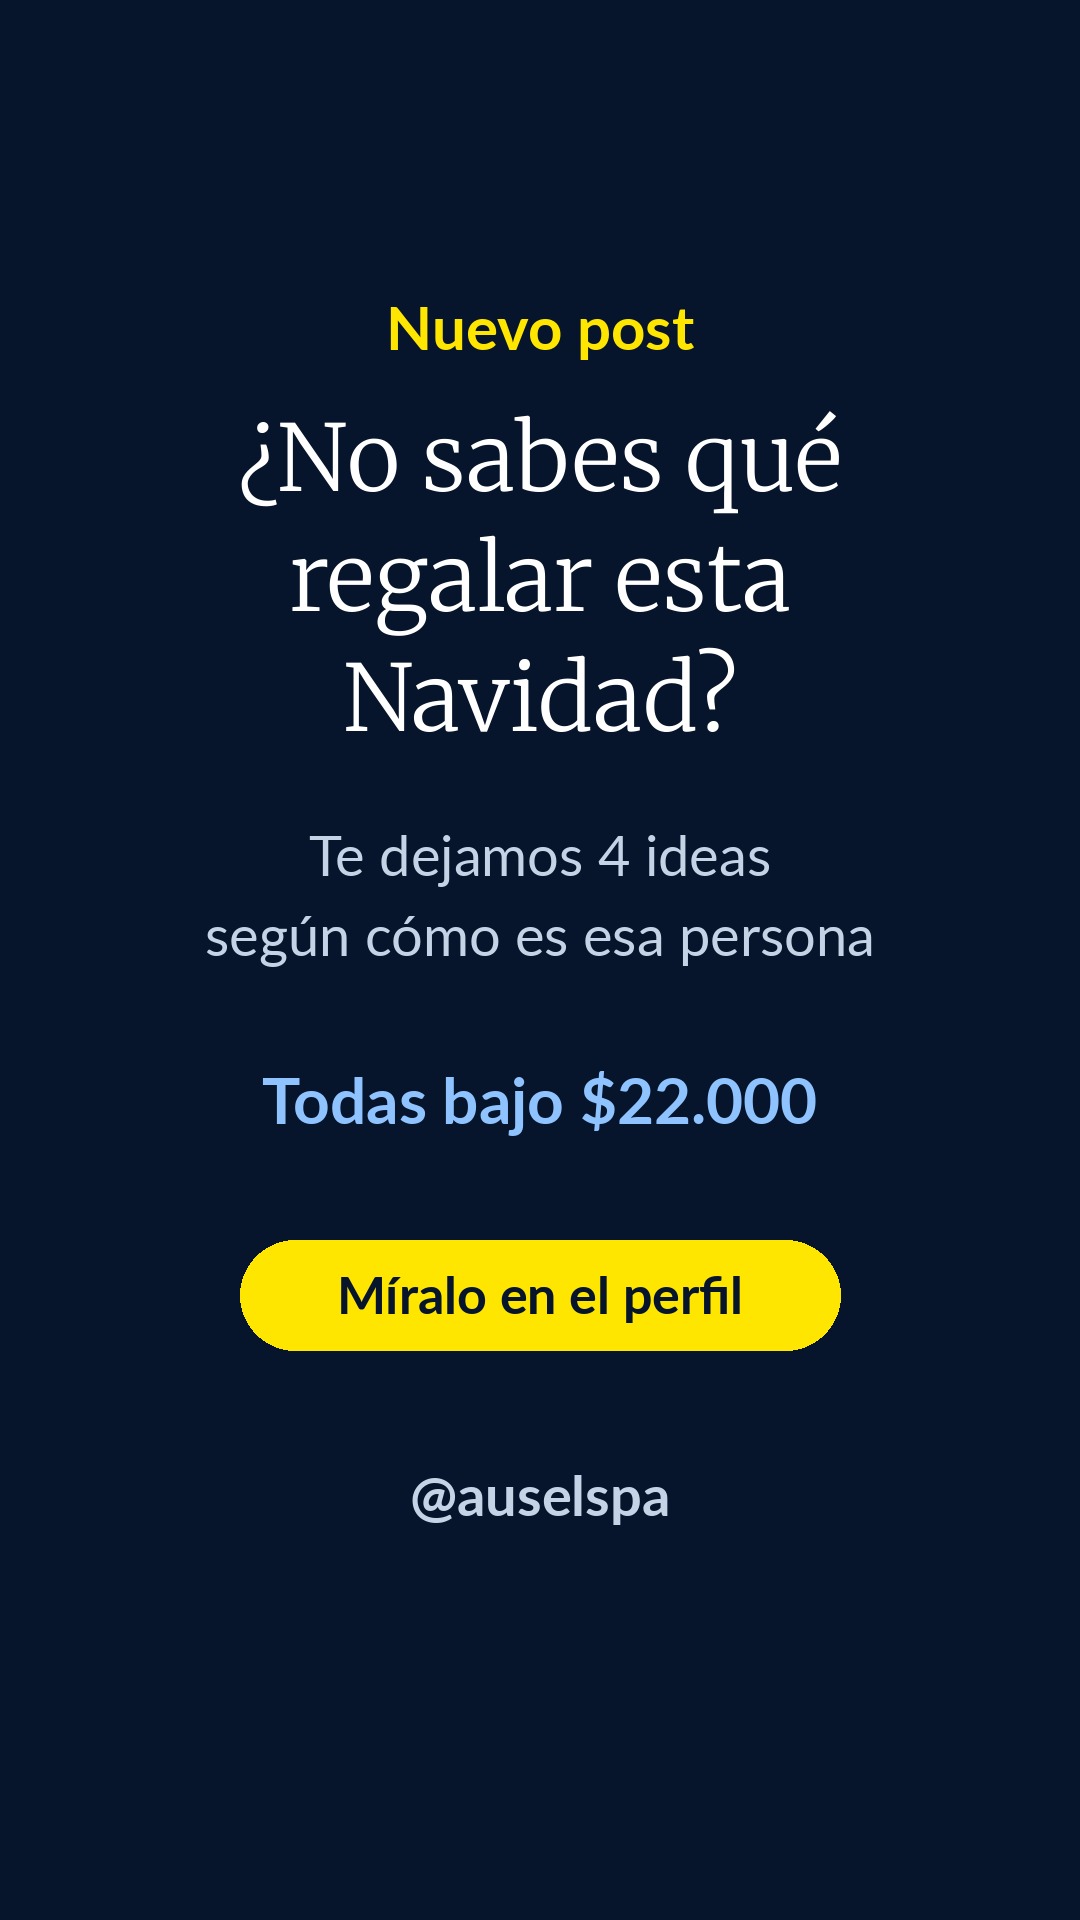 Nuevo post
¿No sabes qué
regalar esta
Navidad?
Te dejamos 4 ideas
según cómo es esa persona
Todas bajo $22.000
Míralo en el perfil
@auselspa